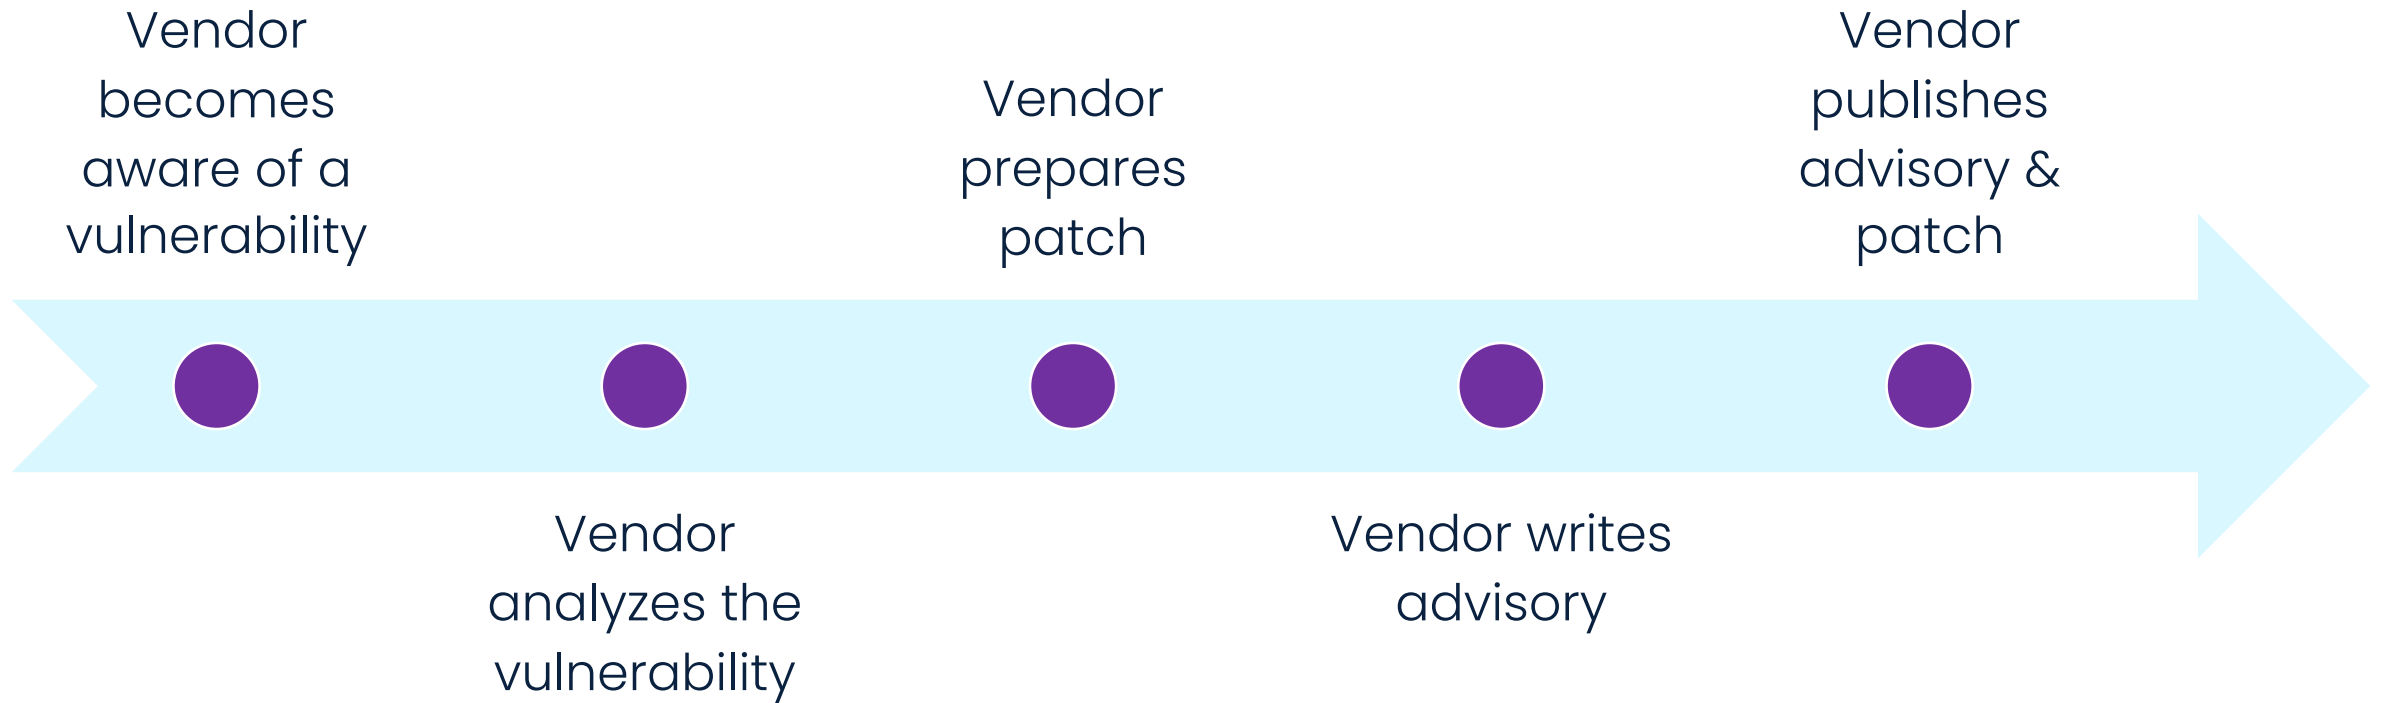 Vendor
becomes
aware of a
vulnerability
Vendor
analyzes the
vulnerability
Vendor
prepares
patch
Vendor writes
advisory
Vendor
publishes
advisory &
patch